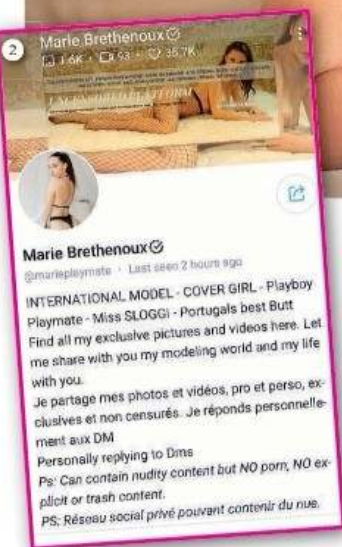 2
Marie Brethenoux
1.6K 93 35.7K
UNCENSORED PLATFORM
Marie Brethenoux
@marieplaymate · Last seen 2 hours ago
INTERNATIONAL MODEL - COVER GIRL - Playboy
Playmate - Miss SLOGGI - Portugals best Butt
Find all my exclusive pictures and videos here. Let
me share with you my modeling world and my life
with you.
Je partage mes photos et vidéos, pro et perso, ex-
clusives et non censurés. Je réponds personnelle-
ment aux DM
Personally replying to Dms
Ps: Can contain nudity content but NO porn, NO ex-
plicit or trash content.
PS: Réseau social privé pouvant contenir du nue.